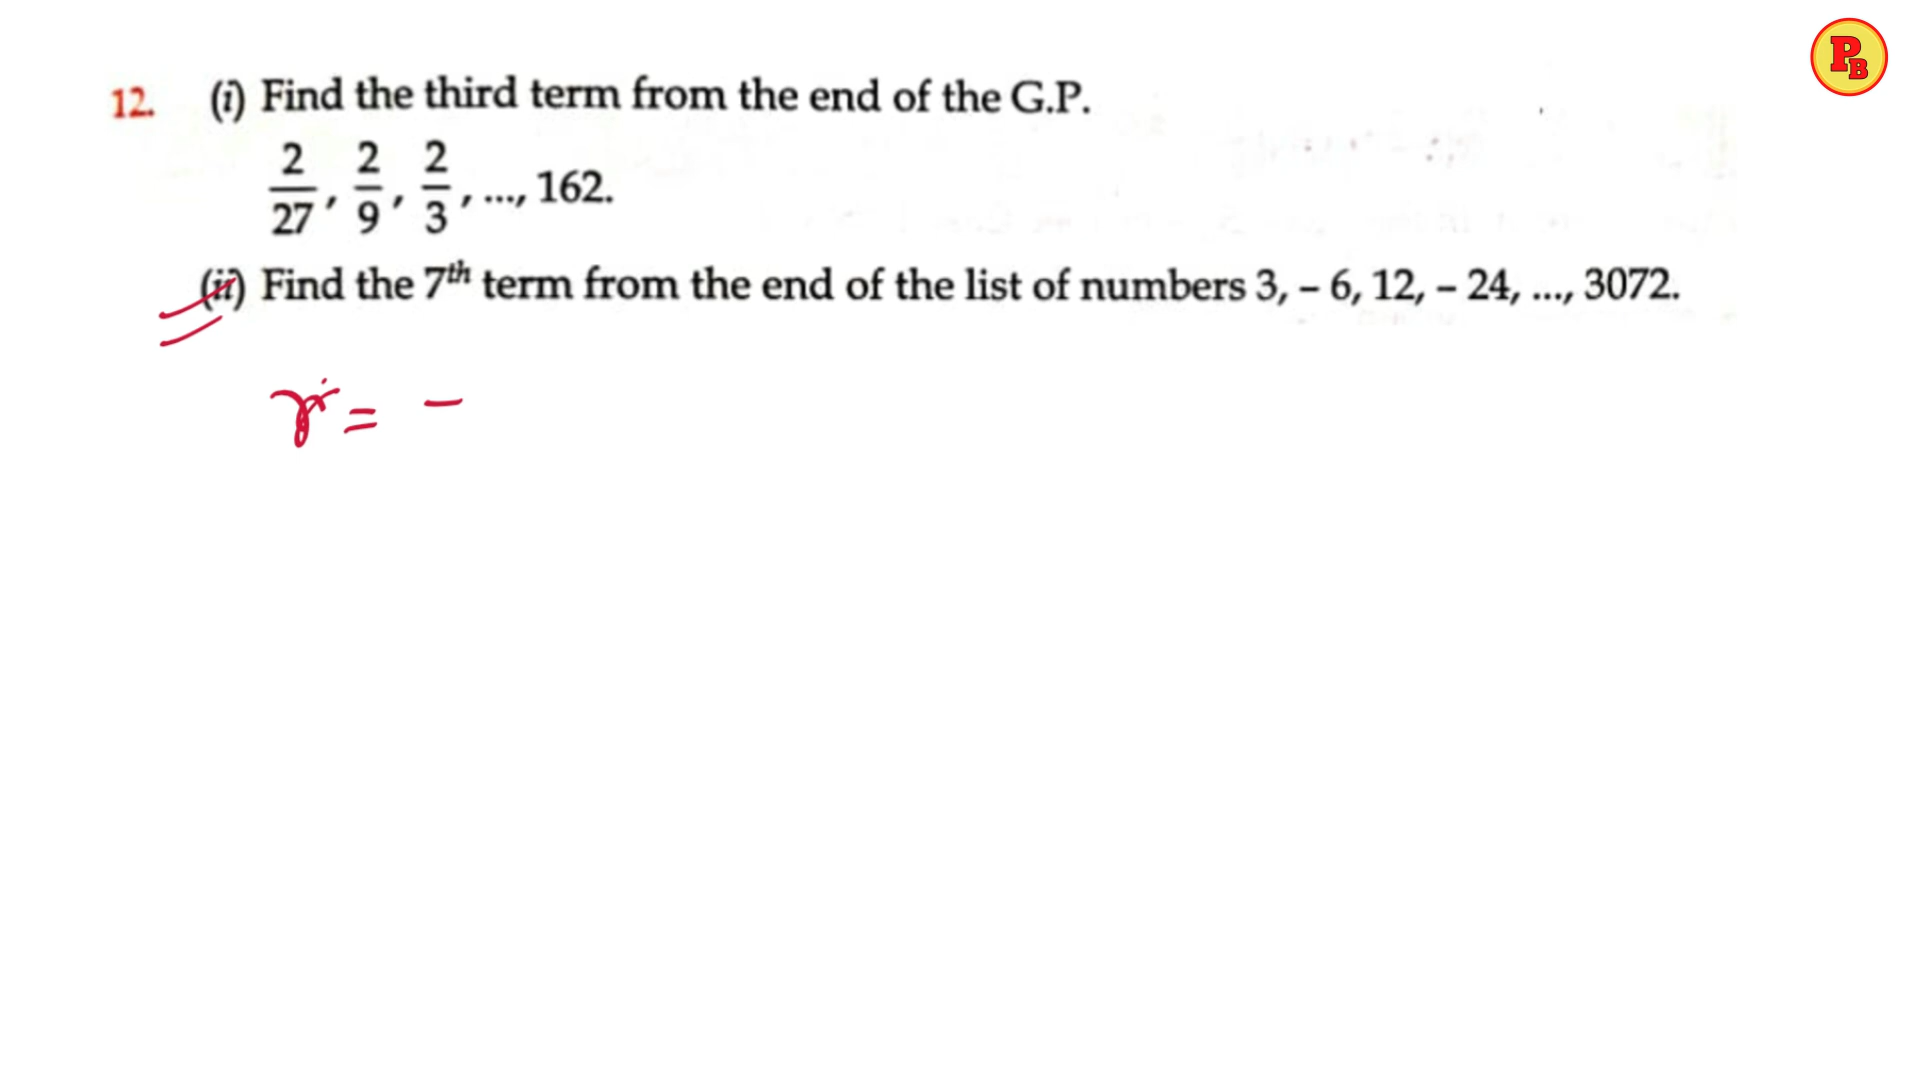 PB
12. (i) Find the third term from the end of the G.P.
2/27, 2/9, 2/3, ..., 162.
(ii) Find the 7th term from the end of the list of numbers 3, – 6, 12, – 24, ..., 3072.
r = –